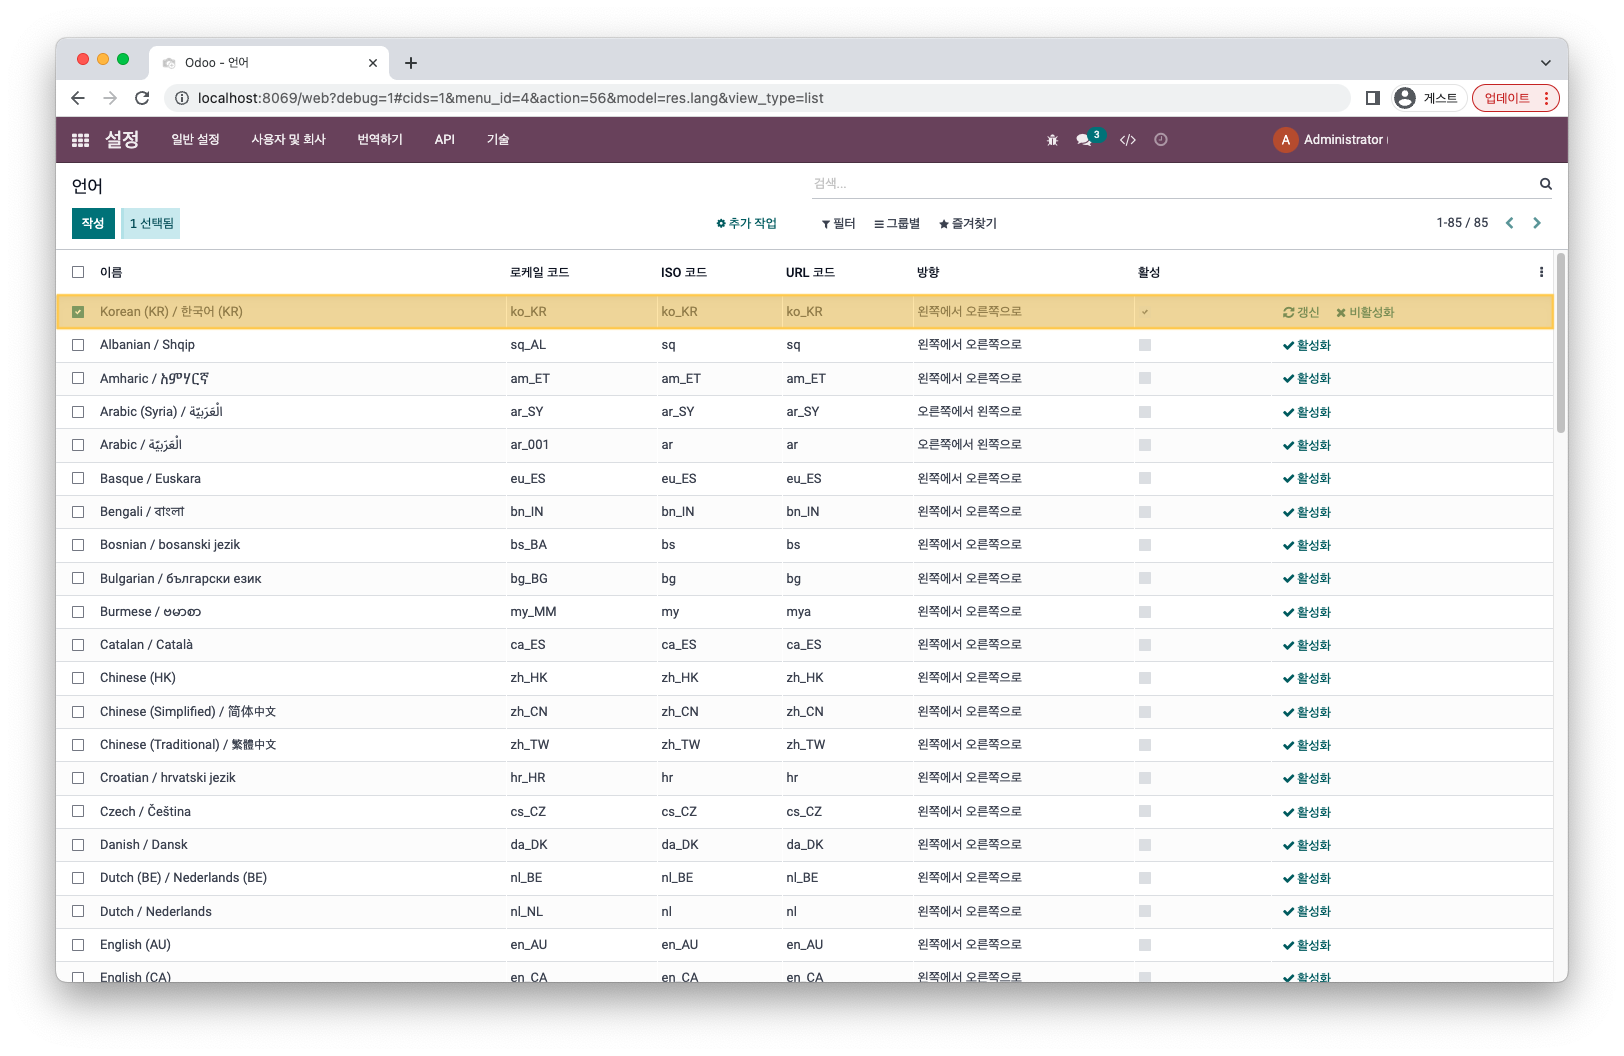 Odoo - 언어
localhost:8069/web?debug=1#cids=1&menu_id=4&action=56&model=res.lang&view_type=list
게스트
업데이트
설정 일반 설정 사용자 및 회사 번역하기 API 기술 3 A Administrator
언어
검색...
작성 1 선택됨 추가 작업 필터 그룹별 즐겨찾기 1-85 / 85
이름 로케일 코드 ISO 코드 URL 코드 방향 활성
Korean (KR) / 한국어 (KR) ko_KR ko_KR ko_KR 왼쪽에서 오른쪽으로 갱신 비활성화
Albanian / Shqip sq_AL sq sq 왼쪽에서 오른쪽으로 활성화
Amharic / አምሃርኛ am_ET am_ET am_ET 왼쪽에서 오른쪽으로 활성화
Arabic (Syria) / الْعَرَبيّة ar_SY ar_SY ar_SY 오른쪽에서 왼쪽으로 활성화
Arabic / الْعَرَبيّة ar_001 ar ar 오른쪽에서 왼쪽으로 활성화
Basque / Euskara eu_ES eu_ES eu_ES 왼쪽에서 오른쪽으로 활성화
Bengali / বাংলা bn_IN bn_IN bn_IN 왼쪽에서 오른쪽으로 활성화
Bosnian / bosanski jezik bs_BA bs bs 왼쪽에서 오른쪽으로 활성화
Bulgarian / български език bg_BG bg bg 왼쪽에서 오른쪽으로 활성화
Burmese / ဗမာစာ my_MM my mya 왼쪽에서 오른쪽으로 활성화
Catalan / Català ca_ES ca_ES ca_ES 왼쪽에서 오른쪽으로 활성화
Chinese (HK) zh_HK zh_HK zh_HK 왼쪽에서 오른쪽으로 활성화
Chinese (Simplified) / 简体中文 zh_CN zh_CN zh_CN 왼쪽에서 오른쪽으로 활성화
Chinese (Traditional) / 繁體中文 zh_TW zh_TW zh_TW 왼쪽에서 오른쪽으로 활성화
Croatian / hrvatski jezik hr_HR hr hr 왼쪽에서 오른쪽으로 활성화
Czech / Čeština cs_CZ cs_CZ cs_CZ 왼쪽에서 오른쪽으로 활성화
Danish / Dansk da_DK da_DK da_DK 왼쪽에서 오른쪽으로 활성화
Dutch (BE) / Nederlands (BE) nl_BE nl_BE nl_BE 왼쪽에서 오른쪽으로 활성화
Dutch / Nederlands nl_NL nl nl 왼쪽에서 오른쪽으로 활성화
English (AU) en_AU en_AU en_AU 왼쪽에서 오른쪽으로 활성화
English (CA) en_CA en_CA en_CA 왼쪽에서 오른쪽으로 활성화